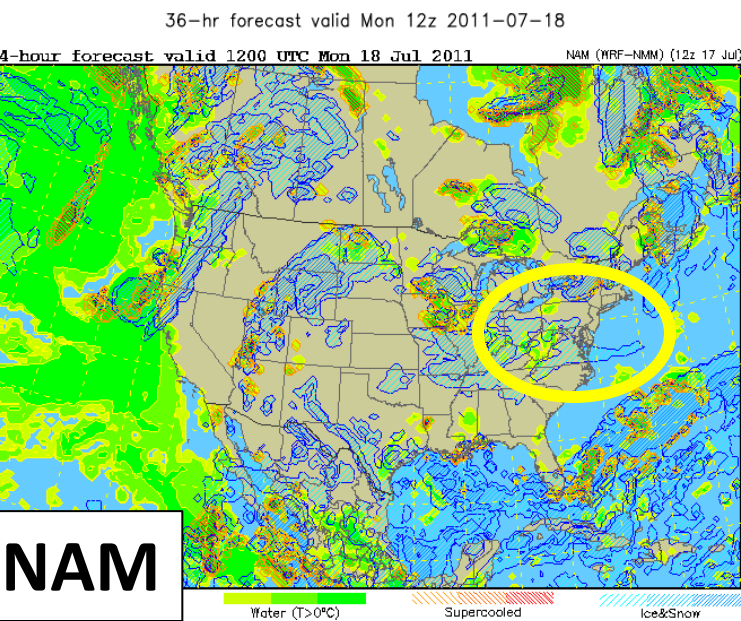 36-hr forecast valid Mon 12z 2011-07-18
4-hour forecast valid 1200 UTC Mon 18 Jul 2011 NAM (WRF-NMM) (12z 17 Jul)
NAM
Water (T>0°C) Supercooled Ice&Snow